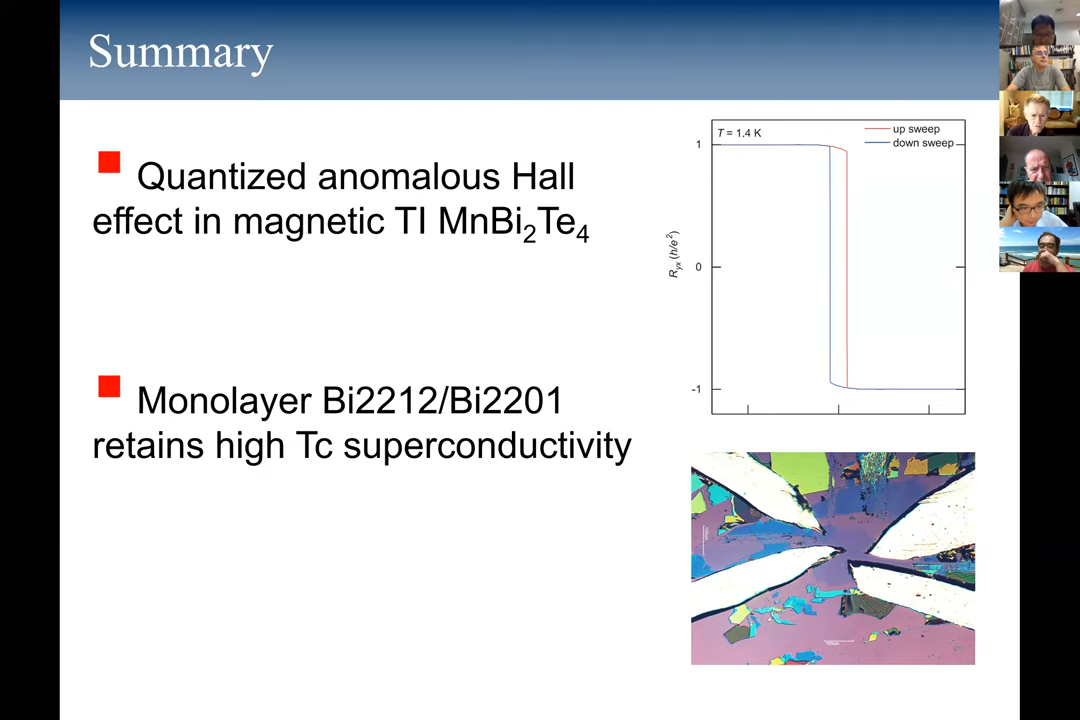 Summary
Quantized anomalous Hall
effect in magnetic TI MnBi₂Te₄
Monolayer Bi2212/Bi2201
retains high Tc superconductivity
T = 1.4 K
up sweep
down sweep
1
0
-1
Ryx (h/e²)